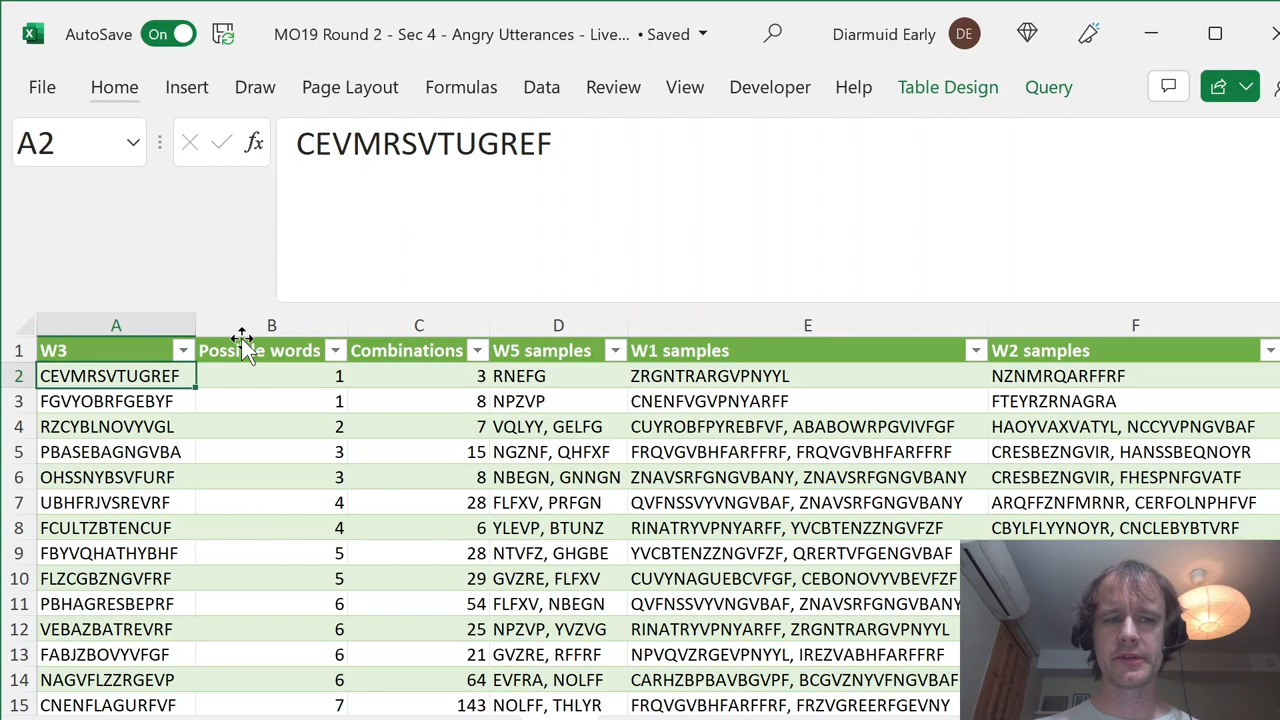 AutoSave On MO19 Round 2 - Sec 4 - Angry Utterances - Live... • Saved Diarmuid Early DE
File Home Insert Draw Page Layout Formulas Data Review View Developer Help Table Design Query
A2 fx CEVMRSVTUGREF
A B C D E F
1 W3 Possible words Combinations W5 samples W1 samples W2 samples
2 CEVMRSVTUGREF 1 3 RNEFG ZRGNTRARGVPNYYL NZNMRQARFFRF
3 FGVYOBRFGEBYF 1 8 NPZVP CNENFVGVPNYARFF FTEYRZRNAGRA
4 RZCYBLNOVYVGL 2 7 VQLYY, GELFG CUYROBFPYREBFVF, ABABOWRPGVIVFGF HAOYVAXVATYL, NCCYVPNGVBAF
5 PBASEBAGNGVBA 3 15 NGZNF, QHFXF FRQVGVBHFARFFRF, FRQVGVBHFARFFRF CRESBEZNGVIR, HANSSBEQNOYR
6 OHSSNYBSVFURF 3 8 NBEGN, GNNGN ZNAVSRFGNGVBANY, ZNAVSRFGNGVBANY CRESBEZNGVIR, FHESPNFGVATF
7 UBHFRJVSREVRF 4 28 FLFXV, PRFGN QVFNSSVYVNGVBAF, ZNAVSRFGNGVBANY ARQFFZNFMRNR, CERFOLNPHFVF
8 FCULTZBTENCUF 4 6 YLEVP, BTUNZ RINATRYVPNYARFF, YVCBTENZZNGVFZF CBYLFLYYNOYR, CNCLEBYBTVRF
9 FBYVQHATHYBHF 5 28 NTVFZ, GHGBE YVCBTENZZNGVFZF, QRERTVFGENGVBAF
10 FLZCGBZNGVFRF 5 29 GVZRE, FLFXV CUVYNAGUEBCVFGF, CEBONOVYVBEVFZF
11 PBHAGRESBEPRF 6 54 FLFXV, NBEGN QVFNSSVYVNGVBAF, ZNAVSRFGNGVBANY
12 VEBAZBATREVRF 6 25 NPZVP, YVZVG RINATRYVPNYARFF, ZRGNTRARGVPNYYL
13 FABJZBOVYVFGF 6 21 GVZRE, RFFRF NPVQVZRGEVPNYYL, IREZVABHFARFFRF
14 NAGVFLZZRGEVP 6 64 EVFRA, NOLFF CARHZBPBAVBGVPF, BCGVZNYVFNGVBAF
15 CNENFLAGURFVF 7 143 NOLFF, THLYR FRQVGVBHFARFFRF, FRZVGREERFGEVNY